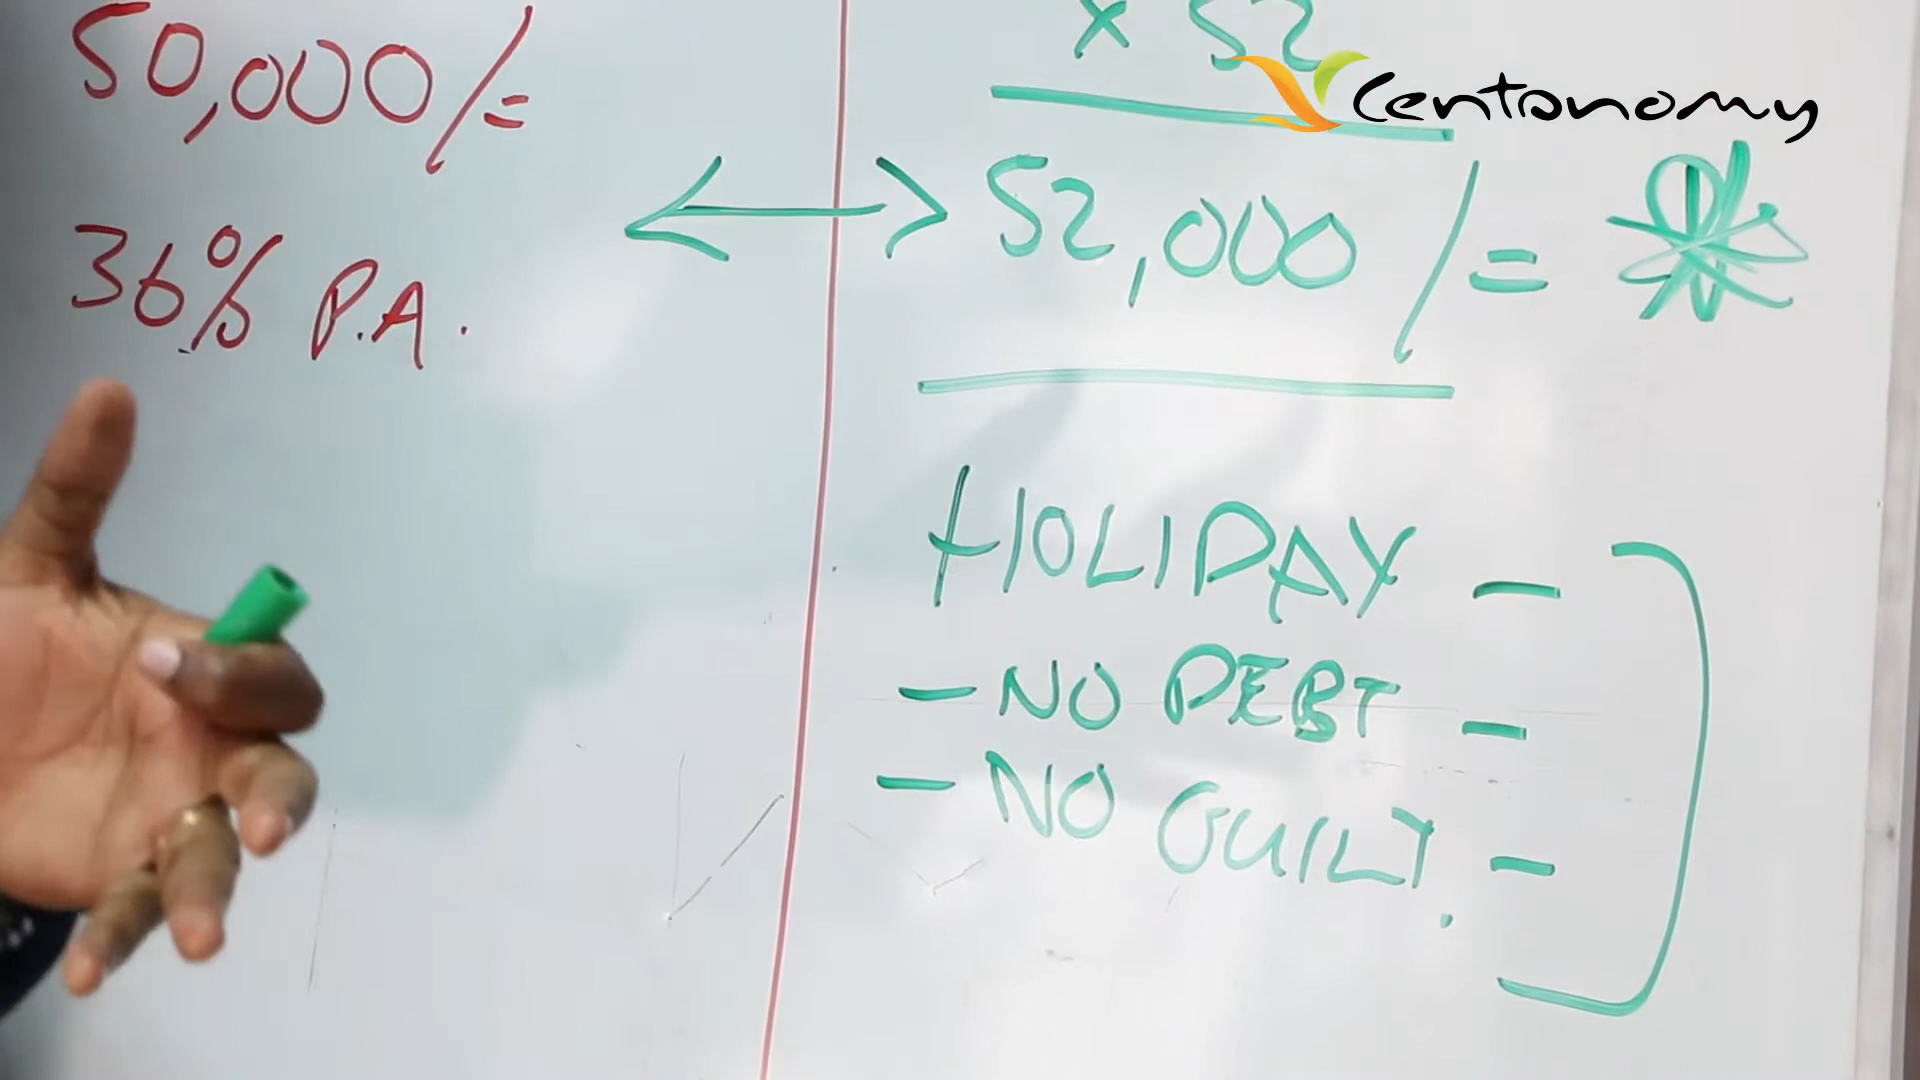 50,000/=
36% P.A.
x 52
Centonomy
52,000/=
HOLIDAY -
- NO DEBT -
- NO GUILT. -